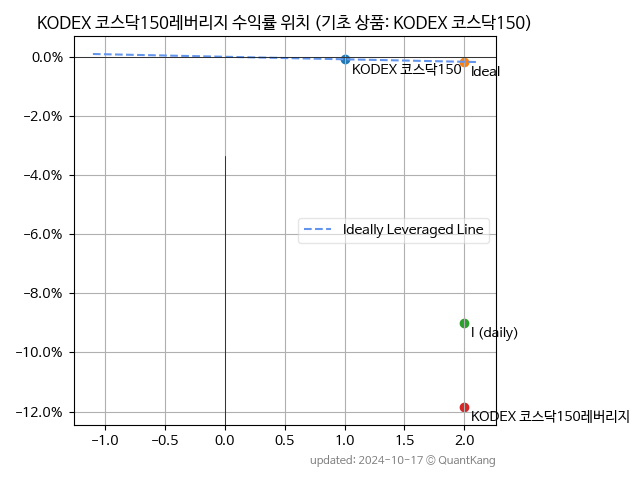 KODEX 코스닥150레버리지 수익률 위치 (기초 상품: KODEX 코스닥150)
0.0%
KODEX 코스닥150
Ideal
−2.0%
−4.0%
Ideally Leveraged Line
−6.0%
−8.0%
I (daily)
−10.0%
−12.0%
KODEX 코스닥150레버리지
−1.0 −0.5 0.0 0.5 1.0 1.5 2.0
updated: 2024-10-17 © QuantKang